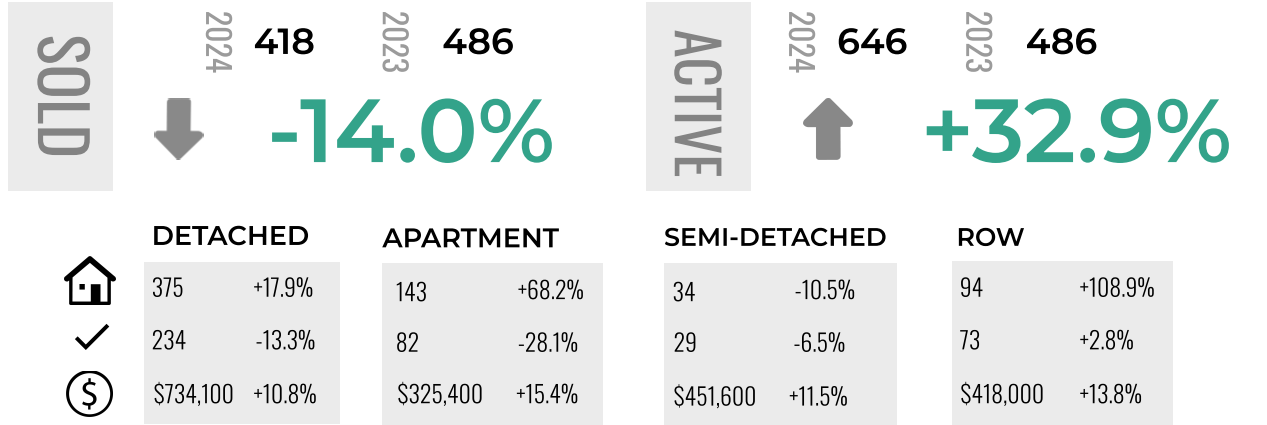 SOLD
2024 418 2023 486
-14.0%
ACTIVE
2024 646 2023 486
+32.9%
DETACHED
375 +17.9%
234 -13.3%
$734,100 +10.8%
APARTMENT
143 +68.2%
82 -28.1%
$325,400 +15.4%
SEMI-DETACHED
34 -10.5%
29 -6.5%
$451,600 +11.5%
ROW
94 +108.9%
73 +2.8%
$418,000 +13.8%
$